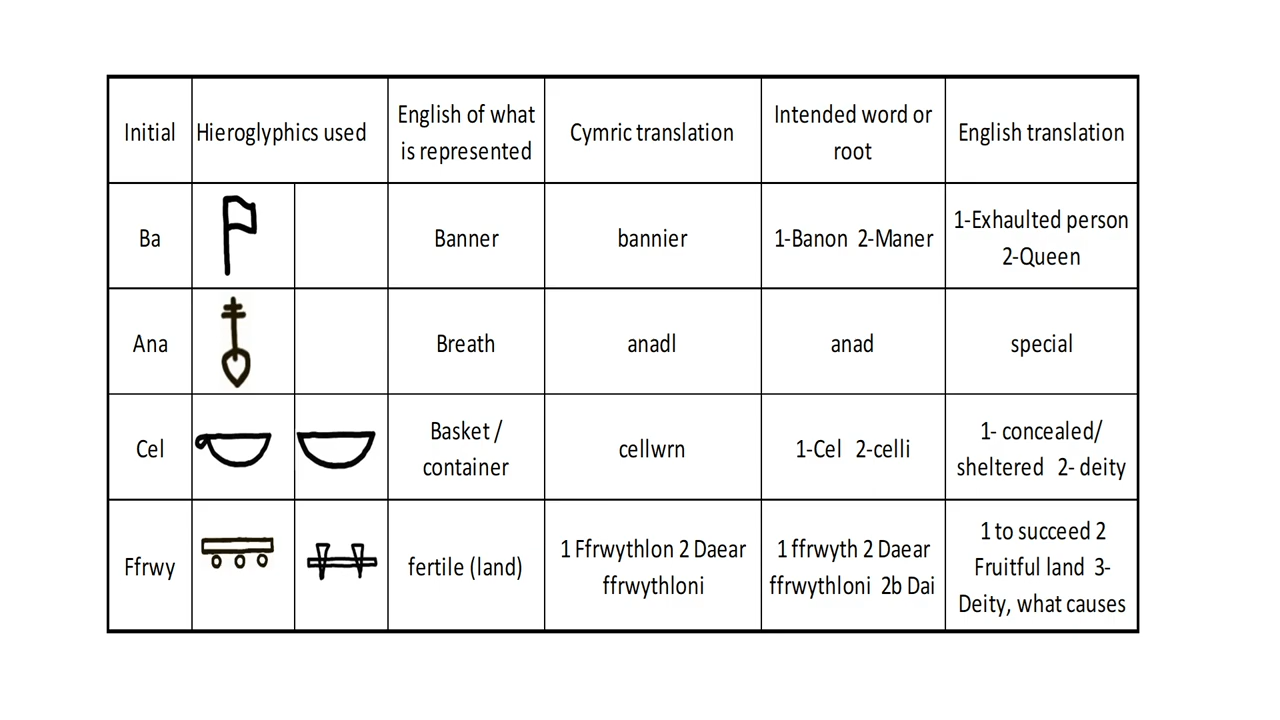 Initial
Hieroglyphics used
English of what
is represented
Cymric translation
Intended word or
root
English translation
Ba
Banner
bannier
1-Banon 2-Maner
1-Exhaulted person
2-Queen
Ana
Breath
anadl
anad
special
Cel
Basket /
container
cellwrn
1-Cel 2-celli
1- concealed/
sheltered 2- deity
Ffrwy
fertile (land)
1 Ffrwythlon 2 Daear
ffrwythloni
1 ffrwyth 2 Daear
ffrwythloni 2b Dai
1 to succeed 2
Fruitful land 3-
Deity, what causes